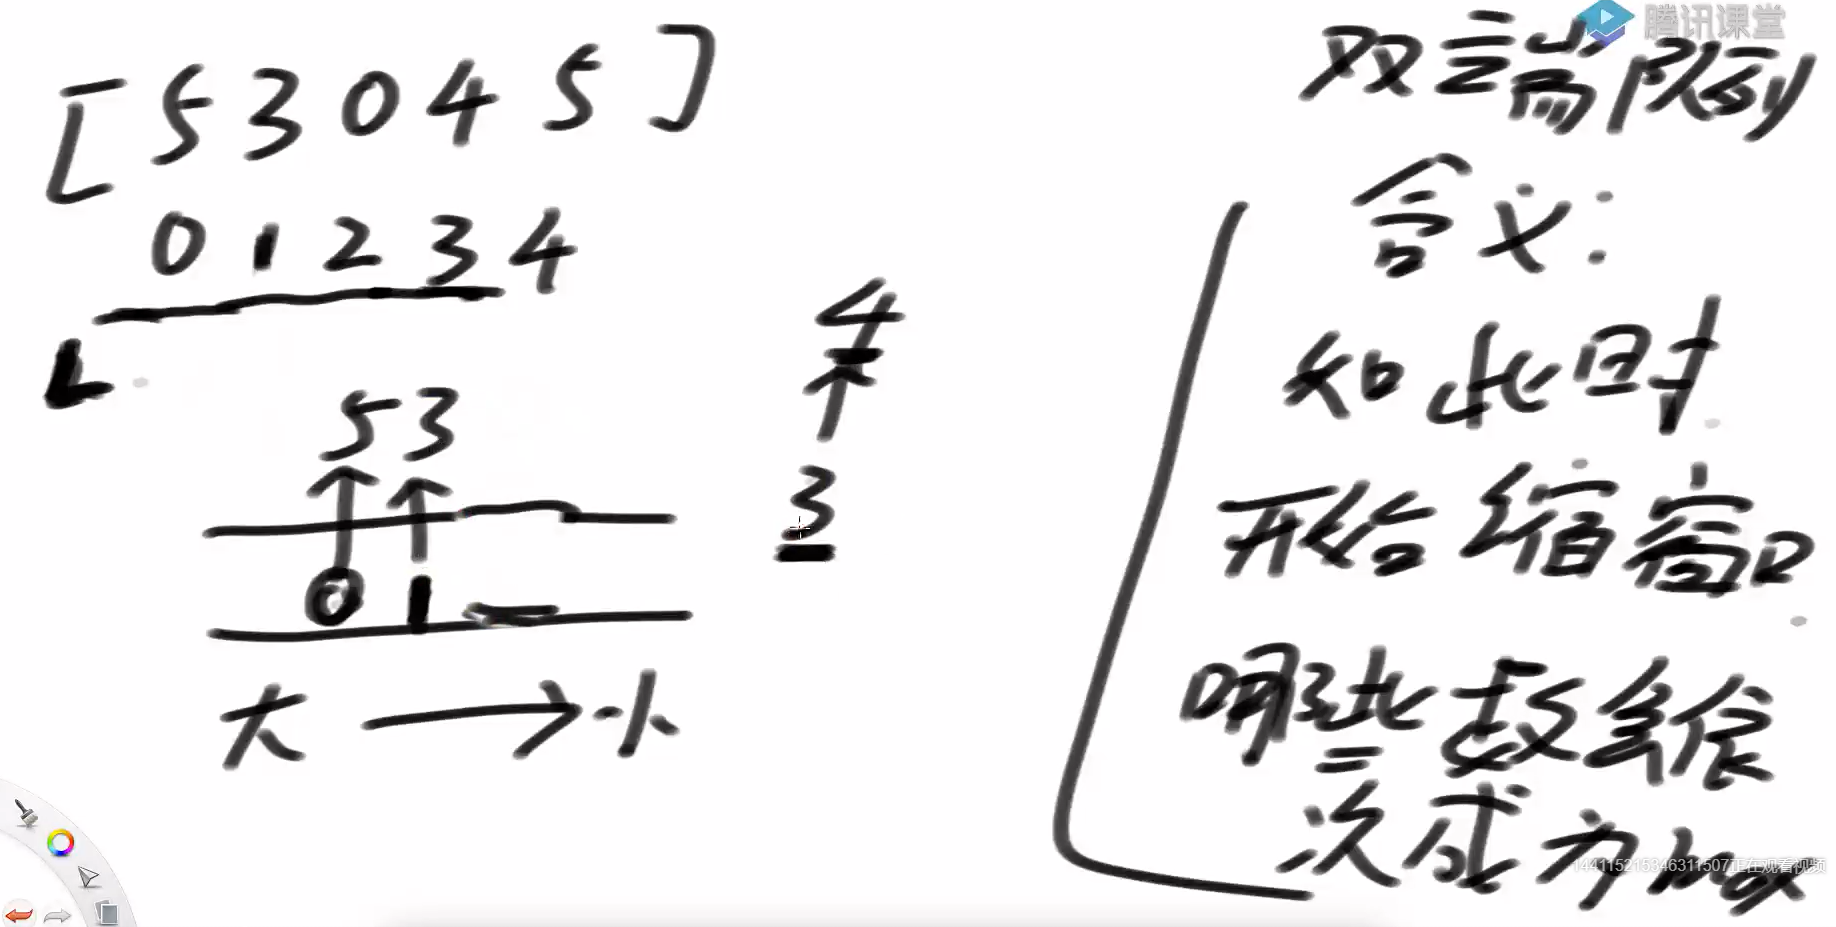 [ 5 3 0 4 5 ]
0 1 2 3 4
L
5 3
0 1
大 → 小
4
↑
3
腾讯课堂
双端队列
含义:
如此时
开始缩窗口
哪些数会依
次成为max
144115215346311507正在观看视频